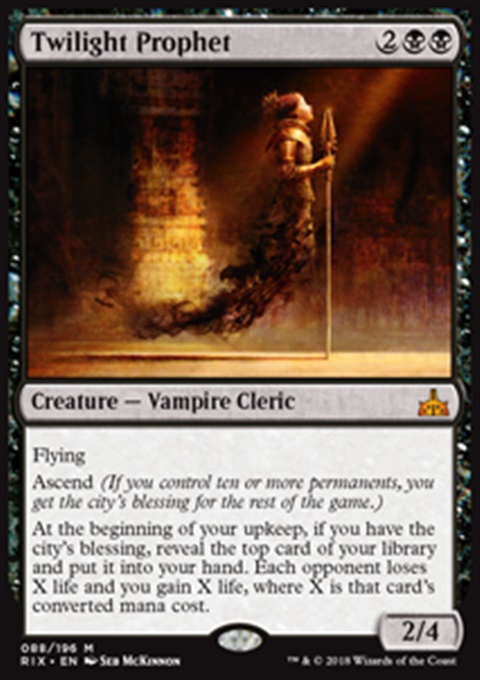 Twilight Prophet 2
Creature — Vampire Cleric
Flying
Ascend (If you control ten or more permanents, you
get the city's blessing for the rest of the game.)
At the beginning of your upkeep, if you have the
city's blessing, reveal the top card of your library
and put it into your hand. Each opponent loses
X life and you gain X life, where X is that card's
converted mana cost.
2/4
088/196 M
RIX • EN Seb McKinnon
™ & © 2018 Wizards of the Coast